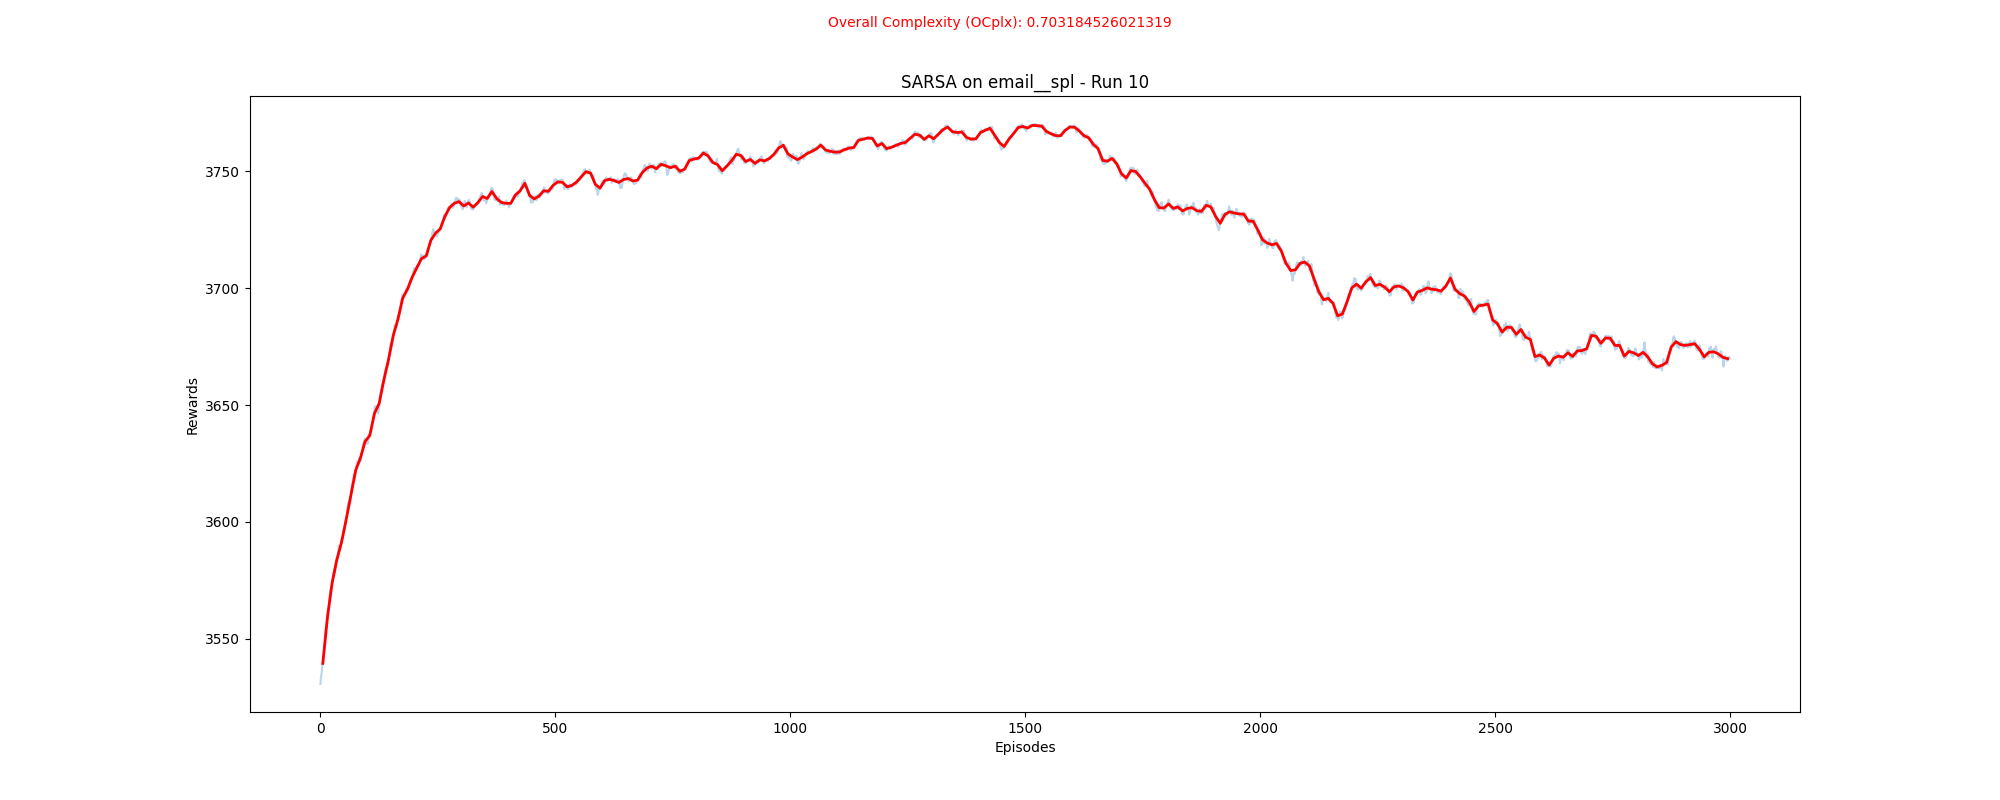 Overall Complexity (OCplx): 0.703184526021319
SARSA on email__spl - Run 10
3750
3700
3650
3600
3550
Rewards
0 500 1000 1500 2000 2500 3000
Episodes